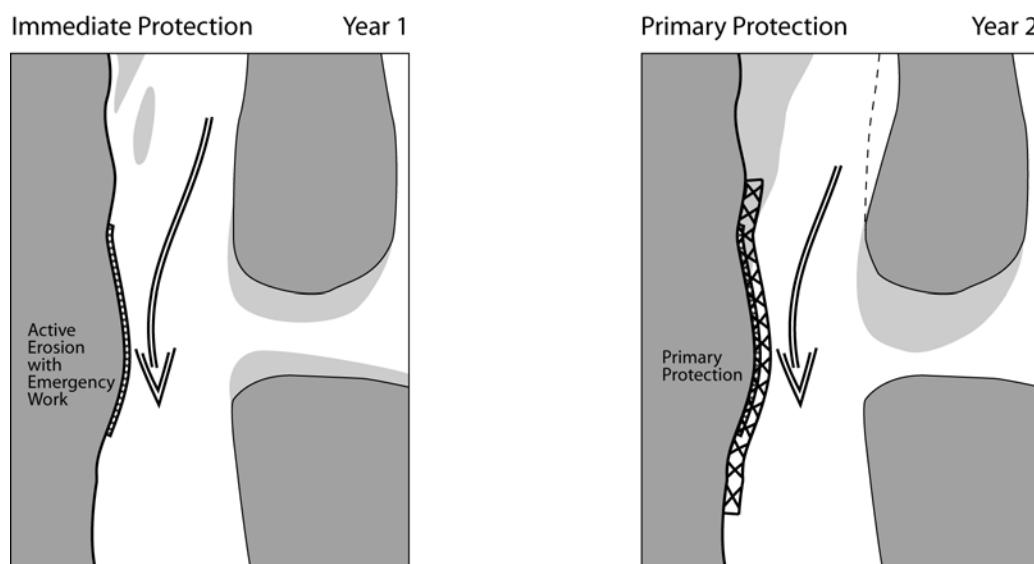 Immediate Protection Year 1
Active
Erosion
with
Emergency
Work
Primary Protection Year 2
Primary
Protection